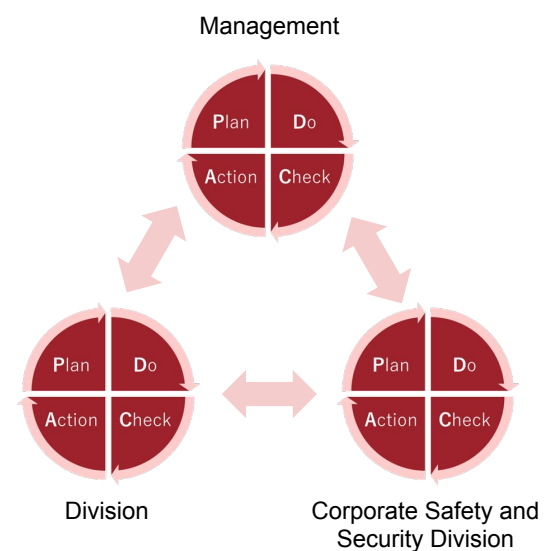 Management
Plan Do
Action Check
Plan Do
Action Check
Plan Do
Action Check
Division
Corporate Safety and
Security Division